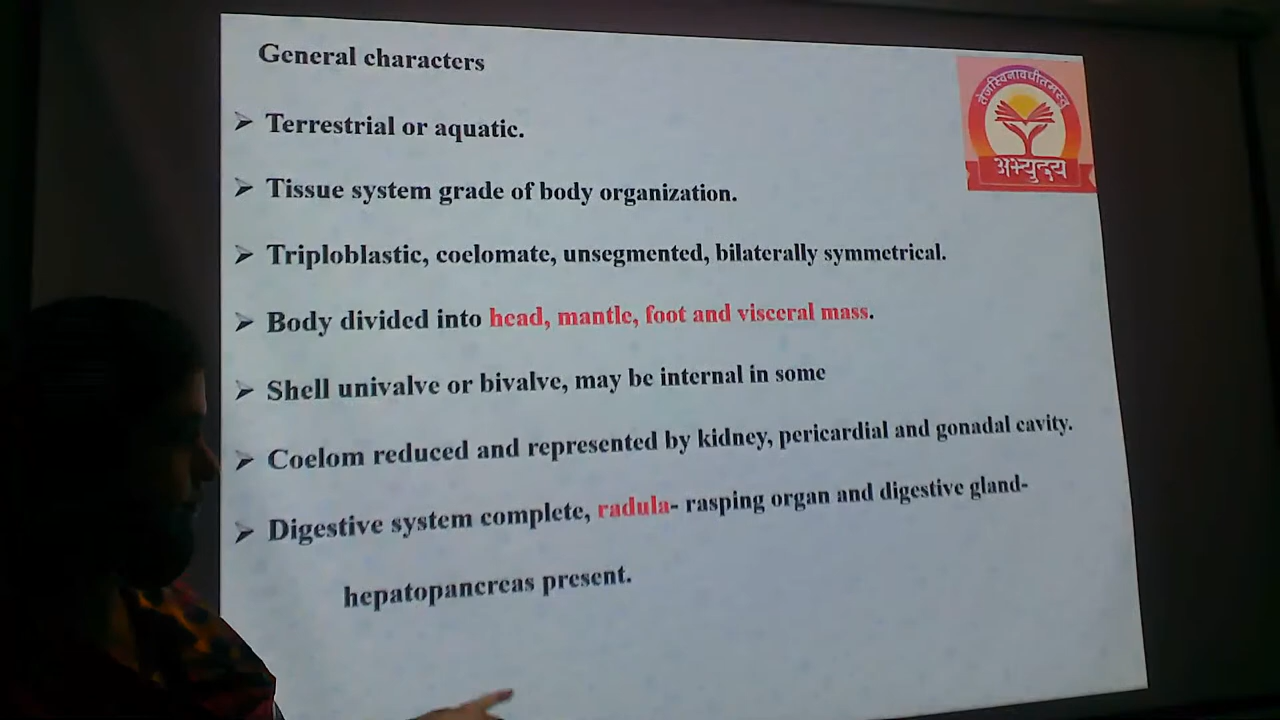 General characters
तेजस्विनावधीतमस्तु
अभ्युदय
➢ Terrestrial or aquatic.
➢ Tissue system grade of body organization.
➢ Triploblastic, coelomate, unsegmented, bilaterally symmetrical.
➢ Body divided into head, mantle, foot and visceral mass.
➢ Shell univalve or bivalve, may be internal in some
➢ Coelom reduced and represented by kidney, pericardial and gonadal cavity.
➢ Digestive system complete, radula- rasping organ and digestive gland-
hepatopancreas present.